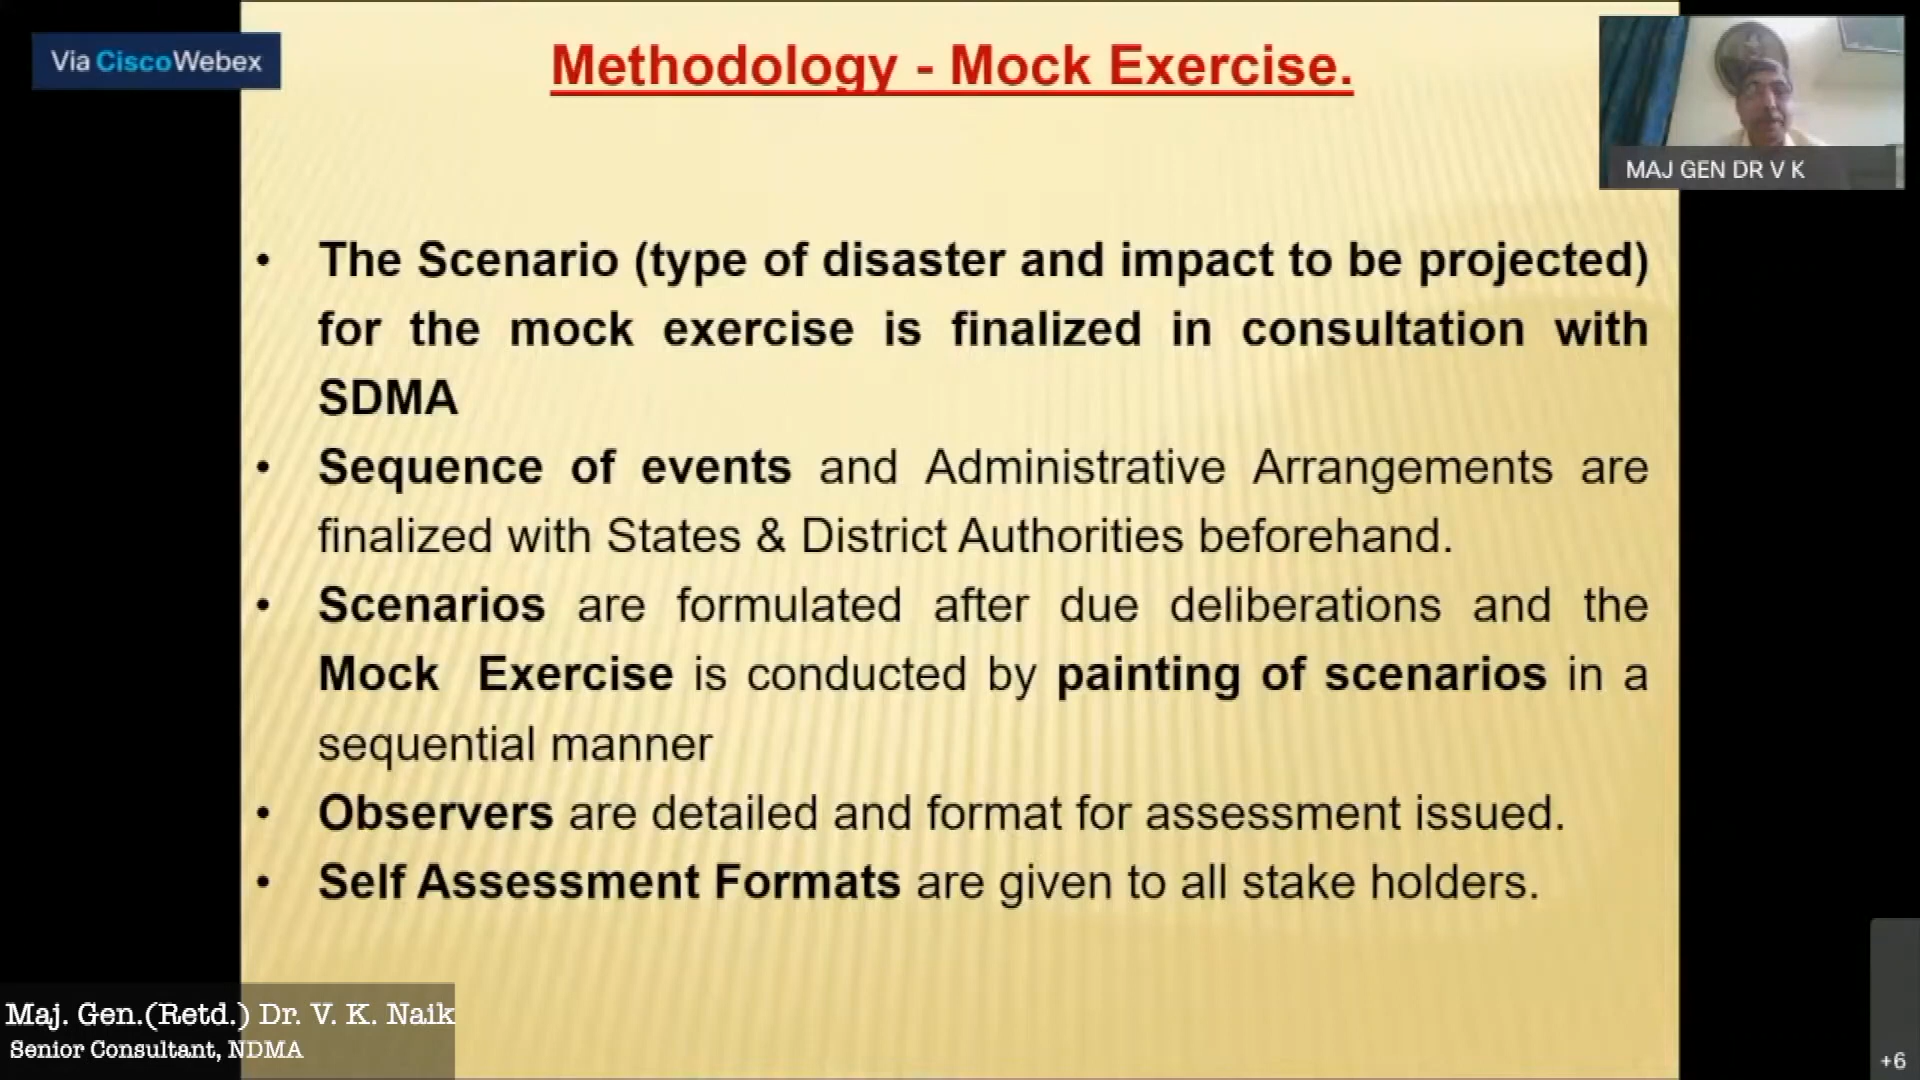 Via CiscoWebex
Methodology - Mock Exercise.
MAJ GEN DR V K
• The Scenario (type of disaster and impact to be projected)
for the mock exercise is finalized in consultation with
SDMA
• Sequence of events and Administrative Arrangements are
finalized with States & District Authorities beforehand.
• Scenarios are formulated after due deliberations and the
Mock Exercise is conducted by painting of scenarios in a
sequential manner
• Observers are detailed and format for assessment issued.
• Self Assessment Formats are given to all stake holders.
Maj. Gen.(Retd.) Dr. V. K. Naik
Senior Consultant, NDMA
+6